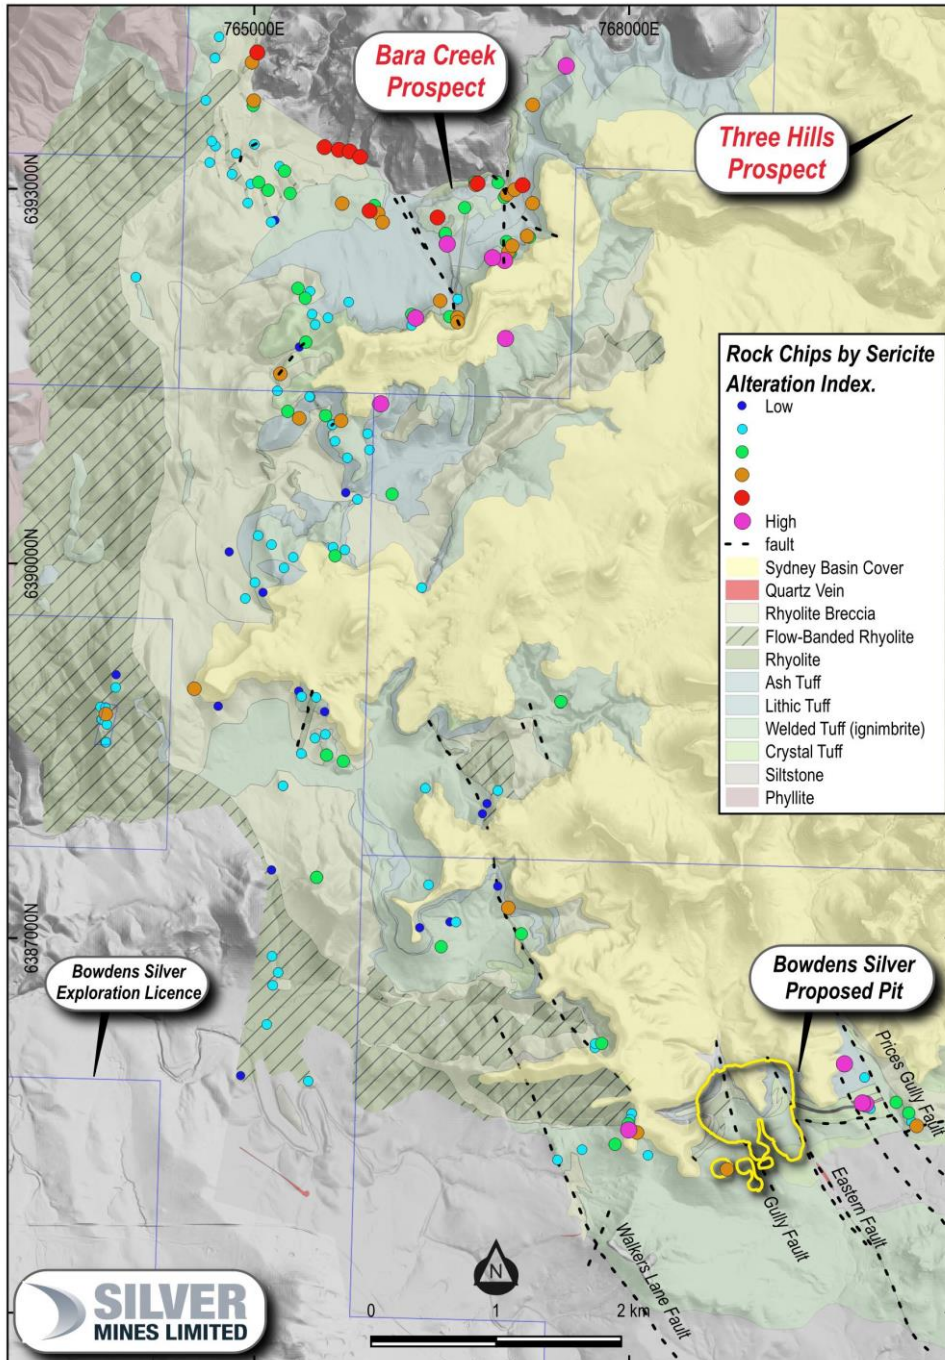 765000E
768000E
Bara Creek
Prospect
Three Hills
Prospect
6393000N
Rock Chips by Sericite
Alteration Index.
Low
High
fault
Sydney Basin Cover
Quartz Vein
Rhyolite Breccia
Flow-Banded Rhyolite
Rhyolite
Ash Tuff
Lithic Tuff
Welded Tuff (ignimbrite)
Crystal Tuff
Siltstone
Phyllite
6390000N
6387000N
Bowdens Silver
Exploration Licence
Bowdens Silver
Proposed Pit
Prices Gully Fault
Eastern Fault
Gully Fault
Walkers Lane Fault
N
0 1 2 km
SILVER
MINES LIMITED